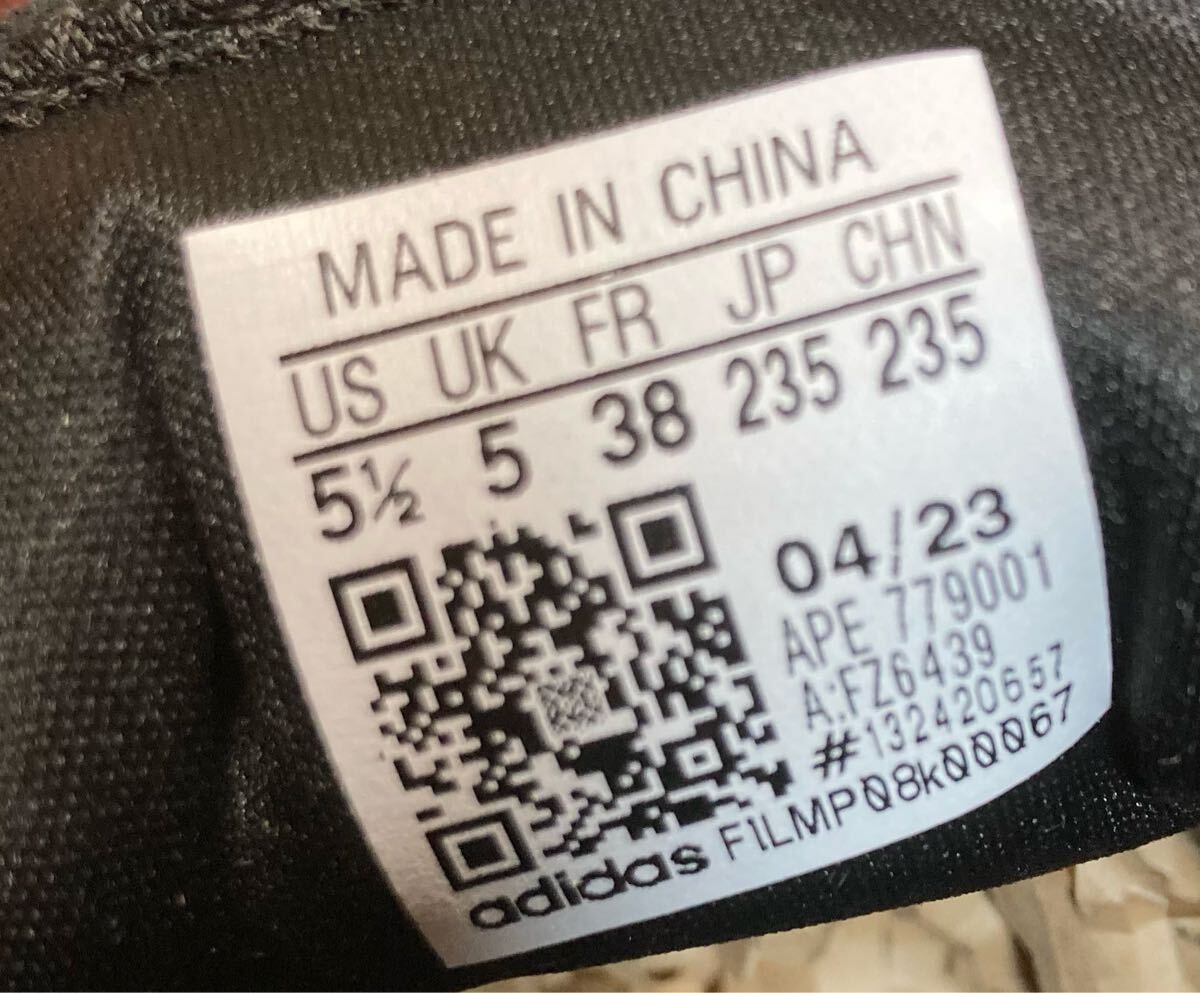 MADE IN CHINA
US UK FR JP CHN
5½ 5 38 235 235
04/23
APE 779001
A:FZ6439
#132420657
adidas F1LMPQ8k00067